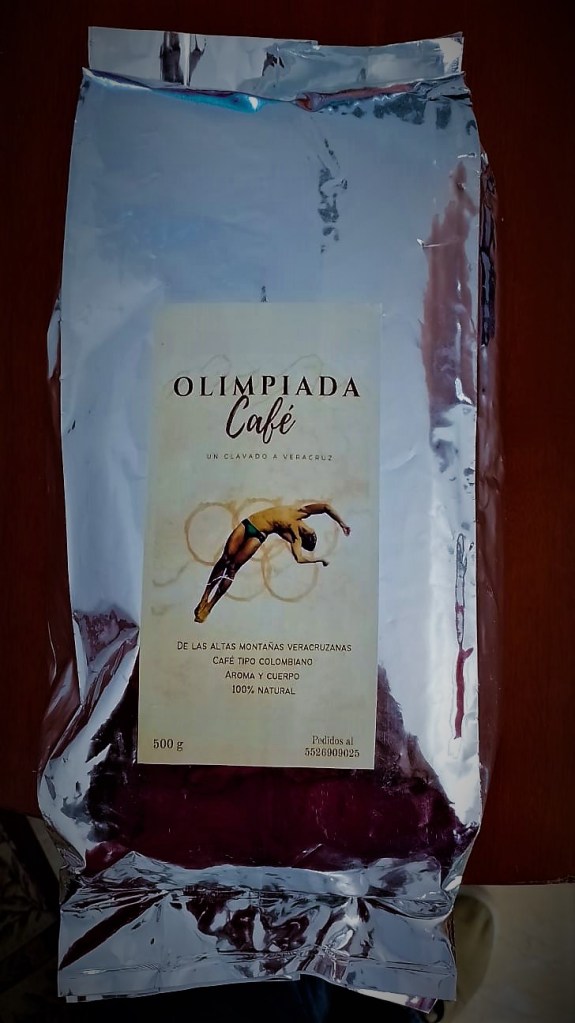 OLIMPIADA
Café
UN CLAVADO A VERACRUZ
DE LAS ALTAS MONTAÑAS VERACRUZANAS
CAFÉ TIPO COLOMBIANO
AROMA Y CUERPO
100% NATURAL
500 g
Pedidos al
5526909025